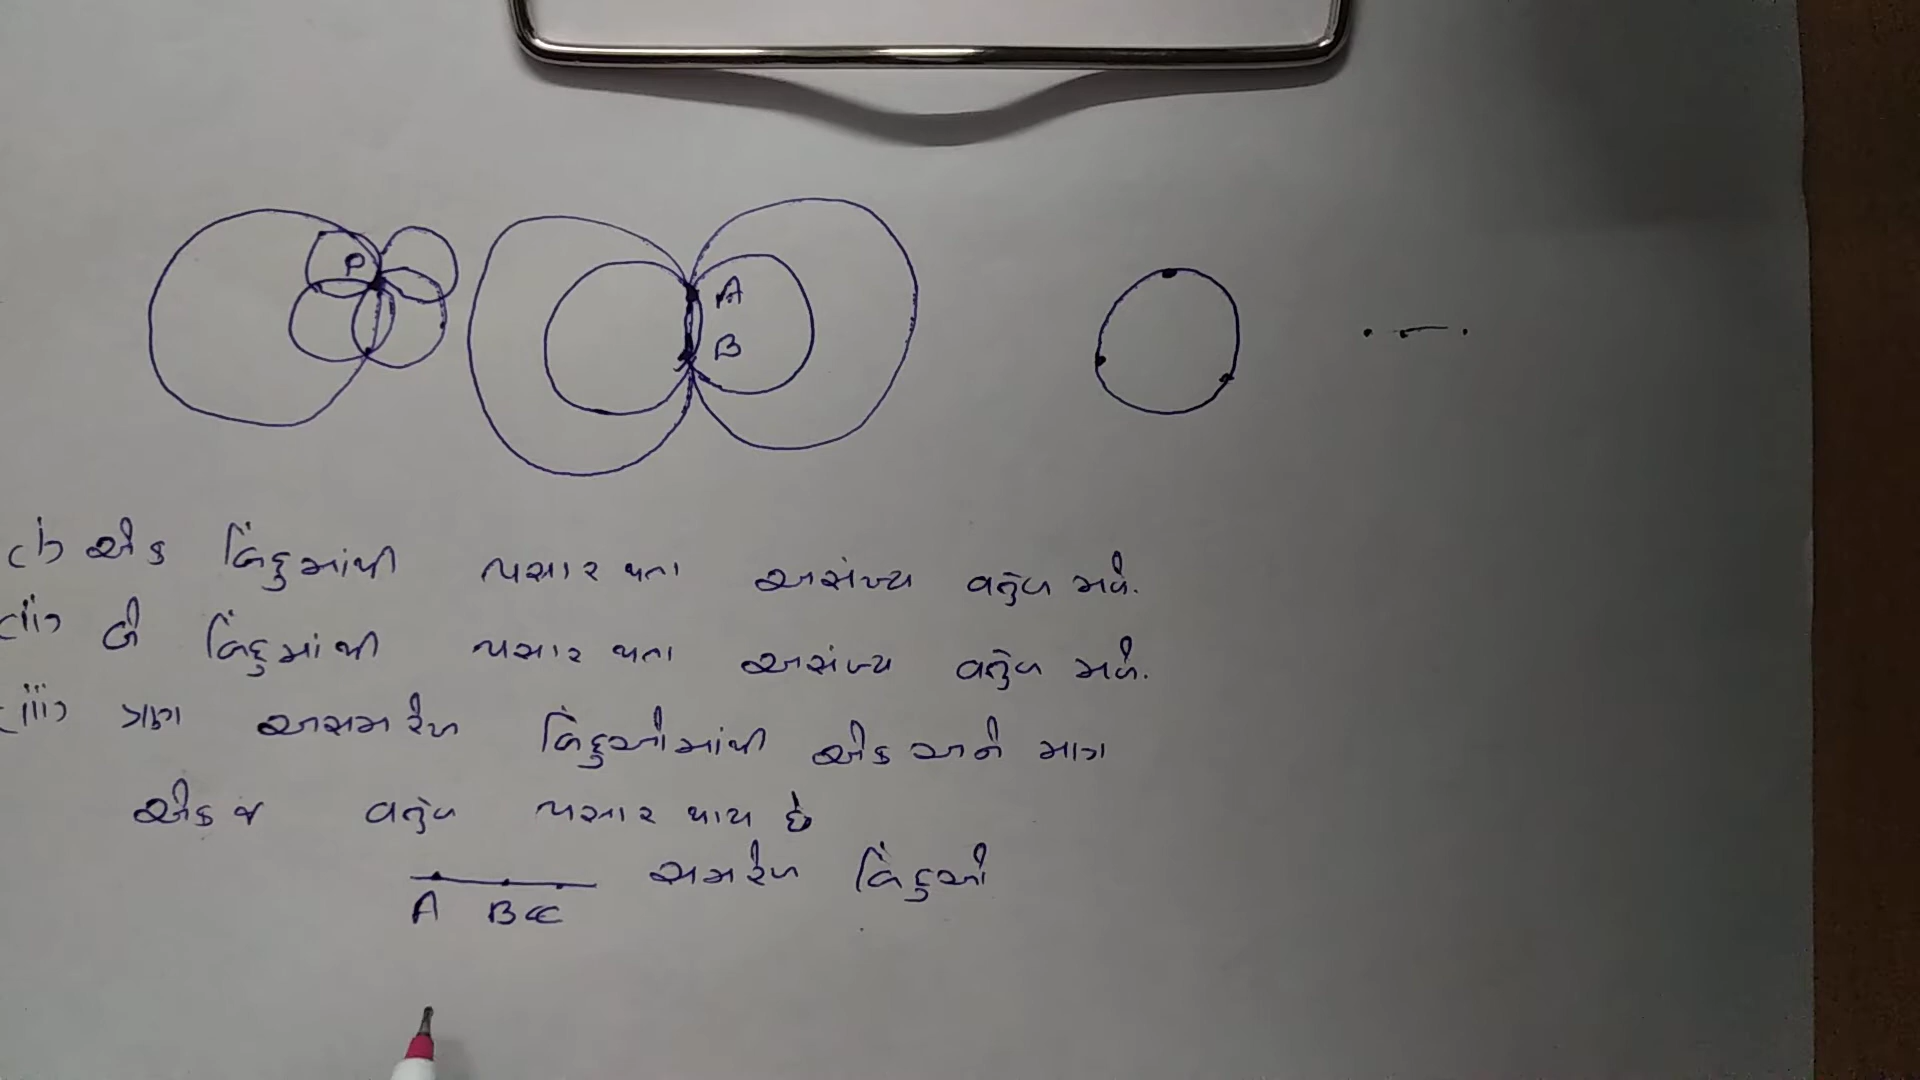 P
A
B
(i) એક બિંદુમાંથી પસાર થતા અસંખ્ય વર્તુળ મળે.
(ii) બે બિંદુમાંથી પસાર થતા અસંખ્ય વર્તુળ મળે.
(iii) ત્રણ અસમરેખ બિંદુઓમાંથી એક અને માત્ર
એક જ વર્તુળ પસાર થાય છે
સમરેખ બિંદુઓ
A B C